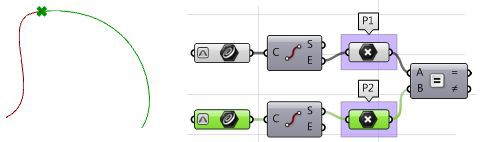 P1
C S
E
A =
B ≠
P2
C S
E
=